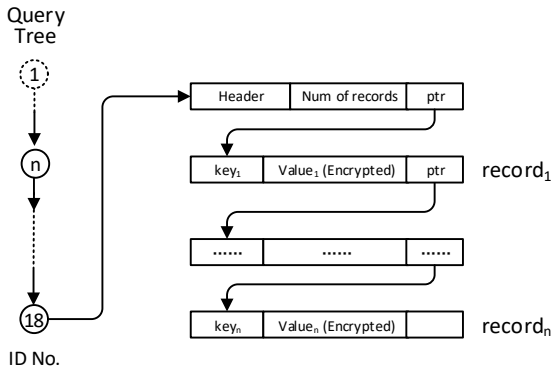 Query
Tree
1
Header Num of records ptr
n
key₁ Value₁ (Encrypted) ptr record₁
...... ...... ......
18
keyₙ Valueₙ (Encrypted) recordₙ
ID No.